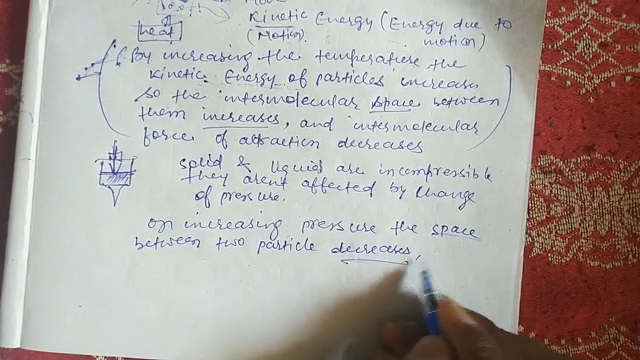 Move
Kinetic Energy (Energy due to
heat (Motion). motion)
By increasing the temperature the
Kinetic Energy of particles increases
so the intermolecular space between
them increases, and intermolecular
force of attraction decreases
solid & liquid are incompressible
they aren't affected by change
of pressure.
on increasing pressure the space
between two particle decreases,